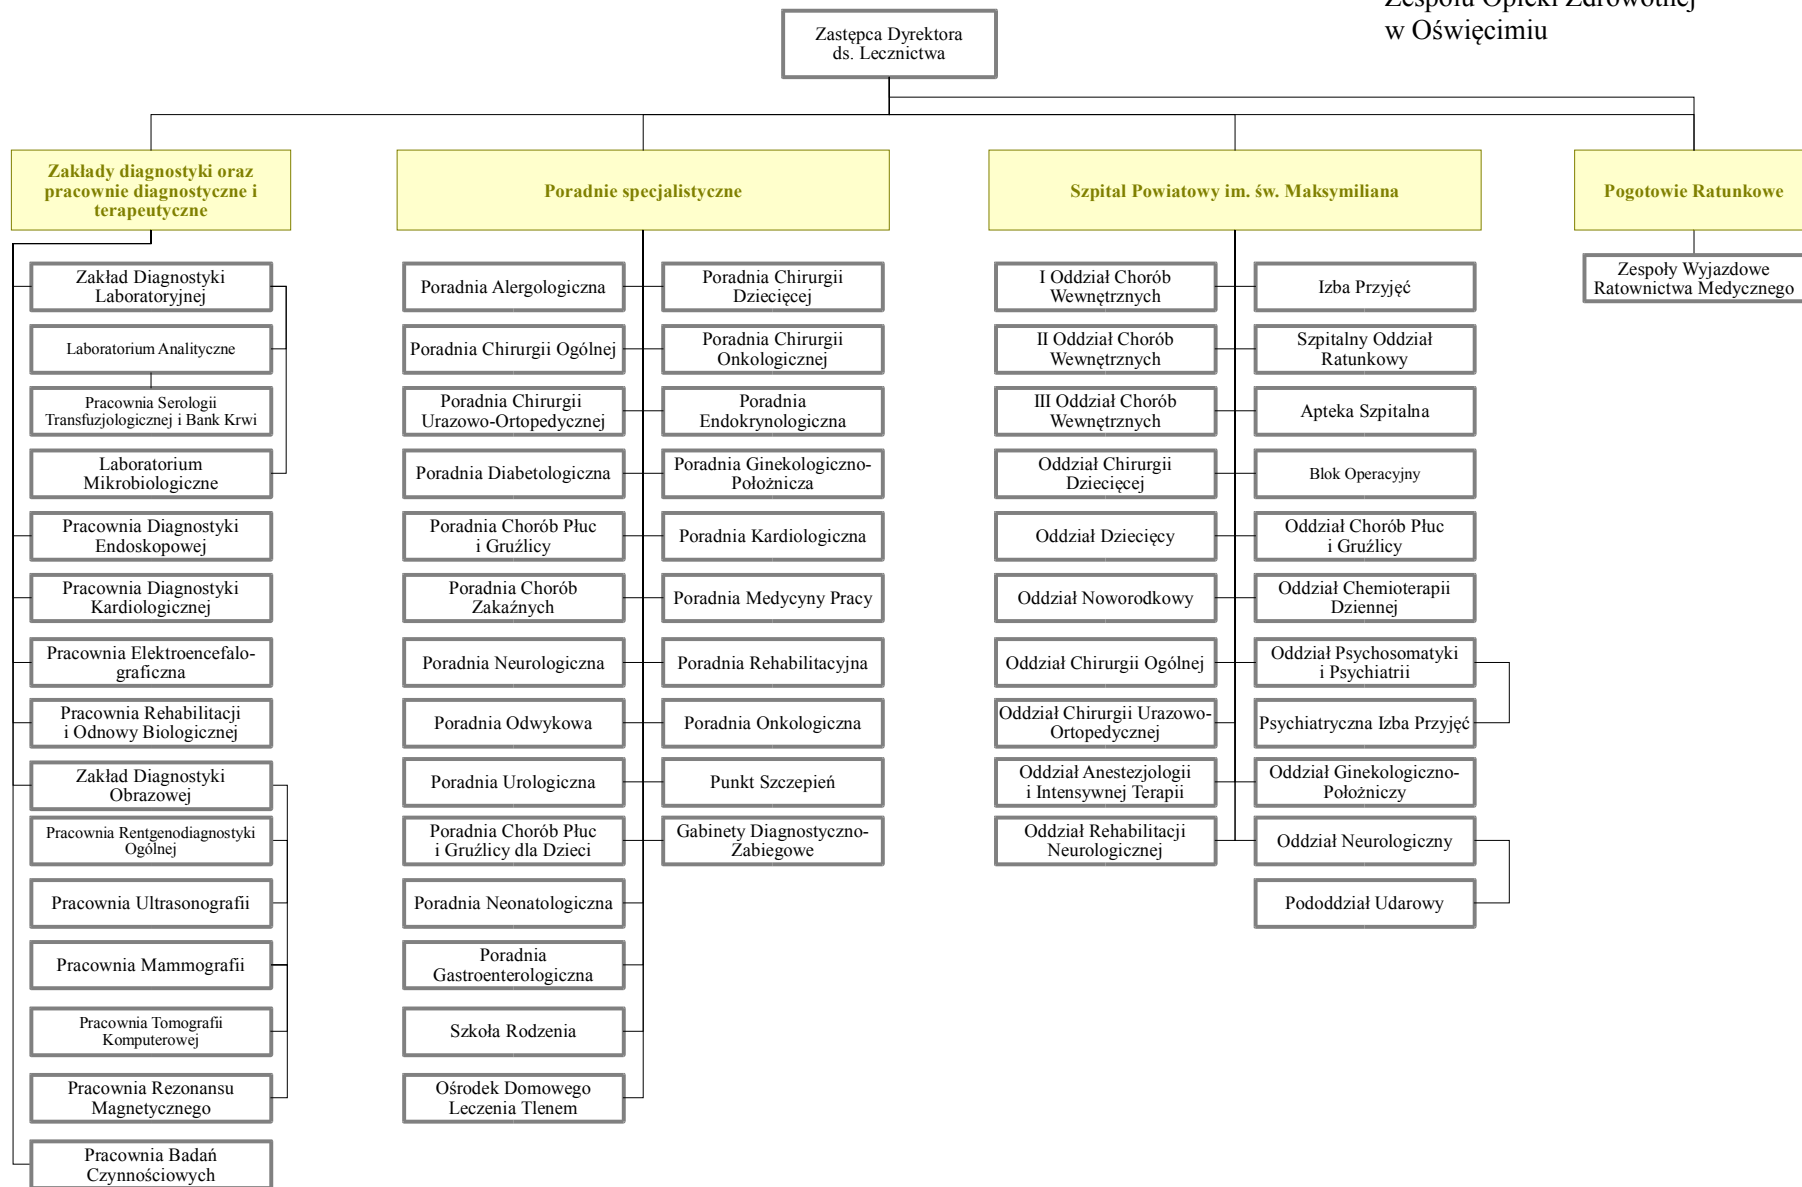 Zespołu Opieki Zdrowotnej
w Oświęcimiu
Zastępca Dyrektora
ds. Lecznictwa
Zakłady diagnostyki oraz
pracownie diagnostyczne i
terapeutyczne
Zakład Diagnostyki
Laboratoryjnej
Laboratorium Analityczne
Pracownia Serologii
Transfuzjologicznej i Bank Krwi
Laboratorium
Mikrobiologiczne
Pracownia Diagnostyki
Endoskopowej
Pracownia Diagnostyki
Kardiologicznej
Pracownia Elektroencefalo-
graficzna
Pracownia Rehabilitacji
i Odnowy Biologicznej
Zakład Diagnostyki
Obrazowej
Pracownia Rentgenodiagnostyki
Ogólnej
Pracownia Ultrasonografii
Pracownia Mammografii
Pracownia Tomografii
Komputerowej
Pracownia Rezonansu
Magnetycznego
Pracownia Badań
Czynnościowych
Poradnie specjalistyczne
Poradnia Alergologiczna
Poradnia Chirurgii Ogólnej
Poradnia Chirurgii
Urazowo-Ortopedycznej
Poradnia Diabetologiczna
Poradnia Chorób Płuc
i Gruźlicy
Poradnia Chorób
Zakaźnych
Poradnia Neurologiczna
Poradnia Odwykowa
Poradnia Urologiczna
Poradnia Chorób Płuc
i Gruźlicy dla Dzieci
Poradnia Neonatologiczna
Poradnia
Gastroenterologiczna
Szkoła Rodzenia
Ośrodek Domowego
Leczenia Tlenem
Poradnia Chirurgii
Dziecięcej
Poradnia Chirurgii
Onkologicznej
Poradnia
Endokrynologiczna
Poradnia Ginekologiczno-
Położnicza
Poradnia Kardiologiczna
Poradnia Medycyny Pracy
Poradnia Rehabilitacyjna
Poradnia Onkologiczna
Punkt Szczepień
Gabinety Diagnostyczno-
Zabiegowe
Szpital Powiatowy im. św. Maksymiliana
I Oddział Chorób
Wewnętrznych
II Oddział Chorób
Wewnętrznych
III Oddział Chorób
Wewnętrznych
Oddział Chirurgii
Dziecięcej
Oddział Dziecięcy
Oddział Noworodkowy
Oddział Chirurgii Ogólnej
Oddział Chirurgii Urazowo-
Ortopedycznej
Oddział Anestezjologii
i Intensywnej Terapii
Oddział Rehabilitacji
Neurologicznej
Izba Przyjęć
Szpitalny Oddział
Ratunkowy
Apteka Szpitalna
Blok Operacyjny
Oddział Chorób Płuc
i Gruźlicy
Oddział Chemioterapii
Dziennej
Oddział Psychosomatyki
i Psychiatrii
Psychiatryczna Izba Przyjęć
Oddział Ginekologiczno-
Położniczy
Oddział Neurologiczny
Pododdział Udarowy
Pogotowie Ratunkowe
Zespoły Wyjazdowe
Ratownictwa Medycznego